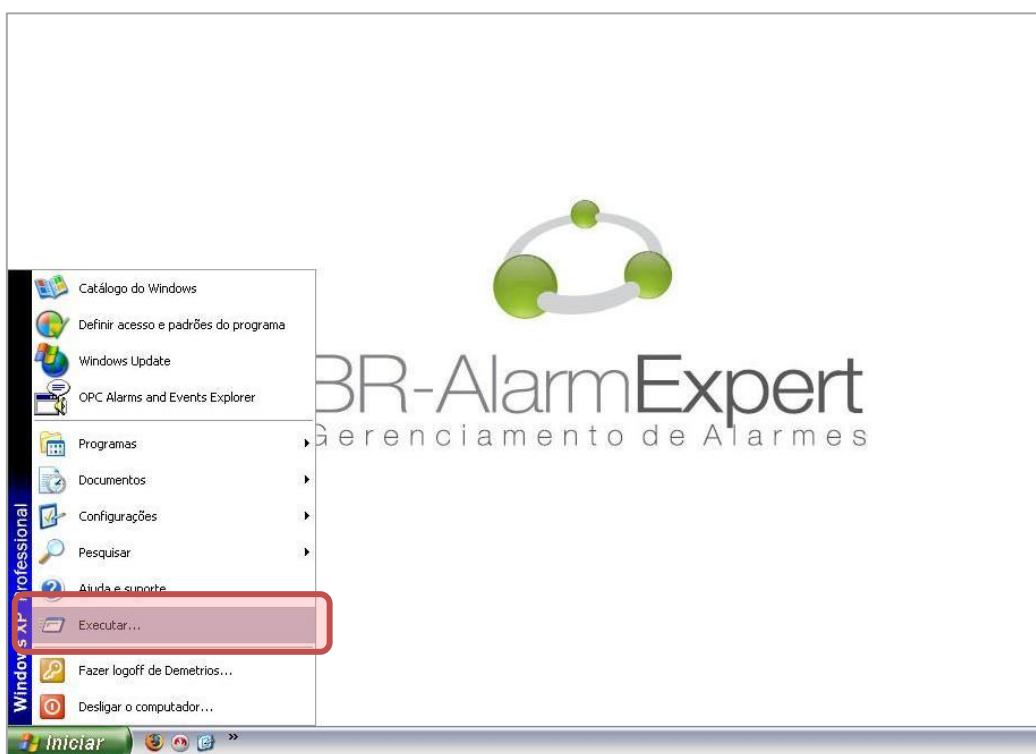 BR-AlarmExpert
Gerenciamento de Alarmes
Catálogo do Windows
Definir acesso e padrões do programa
Windows Update
OPC Alarms and Events Explorer
Programas
Documentos
Configurações
Pesquisar
Ajuda e suporte
Executar...
Fazer logoff de Demetrios...
Desligar o computador...
Windows XP Professional
Iniciar
»